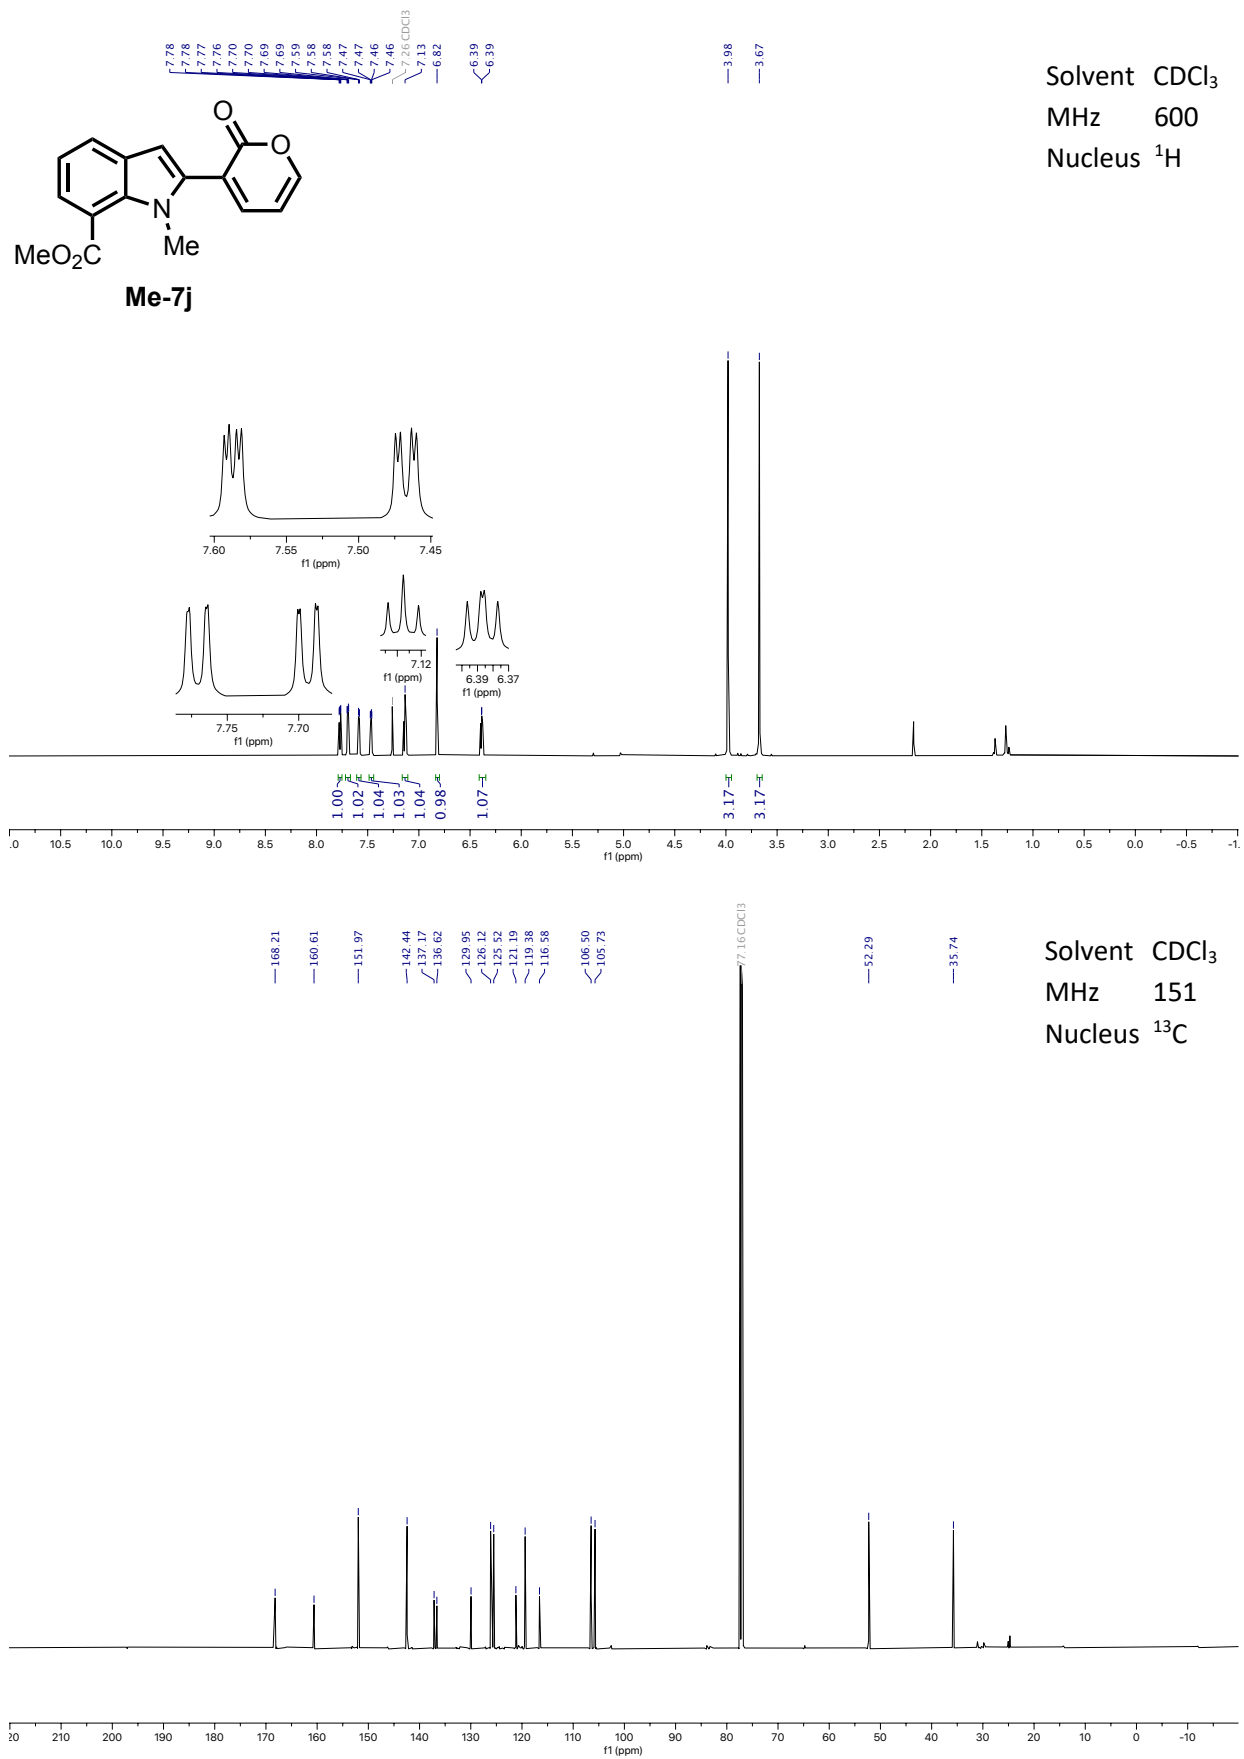 7.78
7.78
7.77
7.76
7.70
7.70
7.69
7.69
7.59
7.58
7.58
7.47
7.47
7.46
7.46
7.26 CDCl3
7.13
6.82
6.39
6.39
3.98
3.67
Solvent CDCl₃
MHz 600
Nucleus ¹H
O
O
N
Me
MeO₂C
Me-7j
7.60 7.55 7.50 7.45
f1 (ppm)
7.75 7.70
f1 (ppm)
7.12
f1 (ppm)
6.39 6.37
f1 (ppm)
1.00
1.02
1.04
1.03
1.04
0.98
1.07
3.17
3.17
.0 10.5 10.0 9.5 9.0 8.5 8.0 7.5 7.0 6.5 6.0 5.5 5.0 4.5 4.0 3.5 3.0 2.5 2.0 1.5 1.0 0.5 0.0 -0.5 -1.
f1 (ppm)
168.21
160.61
151.97
142.44
137.17
136.62
129.95
126.12
125.52
121.19
119.38
116.58
106.50
105.73
77.16 CDCl3
52.29
35.74
Solvent CDCl₃
MHz 151
Nucleus ¹³C
20 210 200 190 180 170 160 150 140 130 120 110 100 90 80 70 60 50 40 30 20 10 0 -10
f1 (ppm)